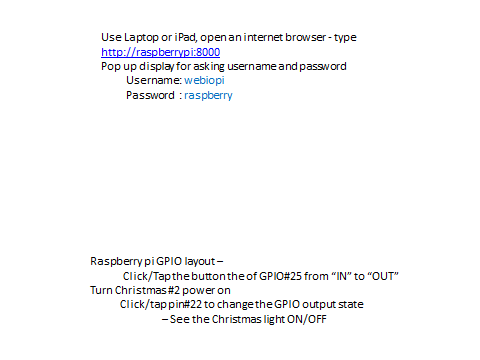 Use Laptop or iPad, open an internet browser - type
http://raspberrypi:8000
Pop up display for asking username and password
Username: webiopi
Password : raspberry
Raspberry pi GPIO layout –
Click/Tap the button the of GPIO#25 from “IN” to “OUT”
Turn Christmas #2 power on
Click/tap pin#22 to change the GPIO output state
– See the Christmas light ON/OFF